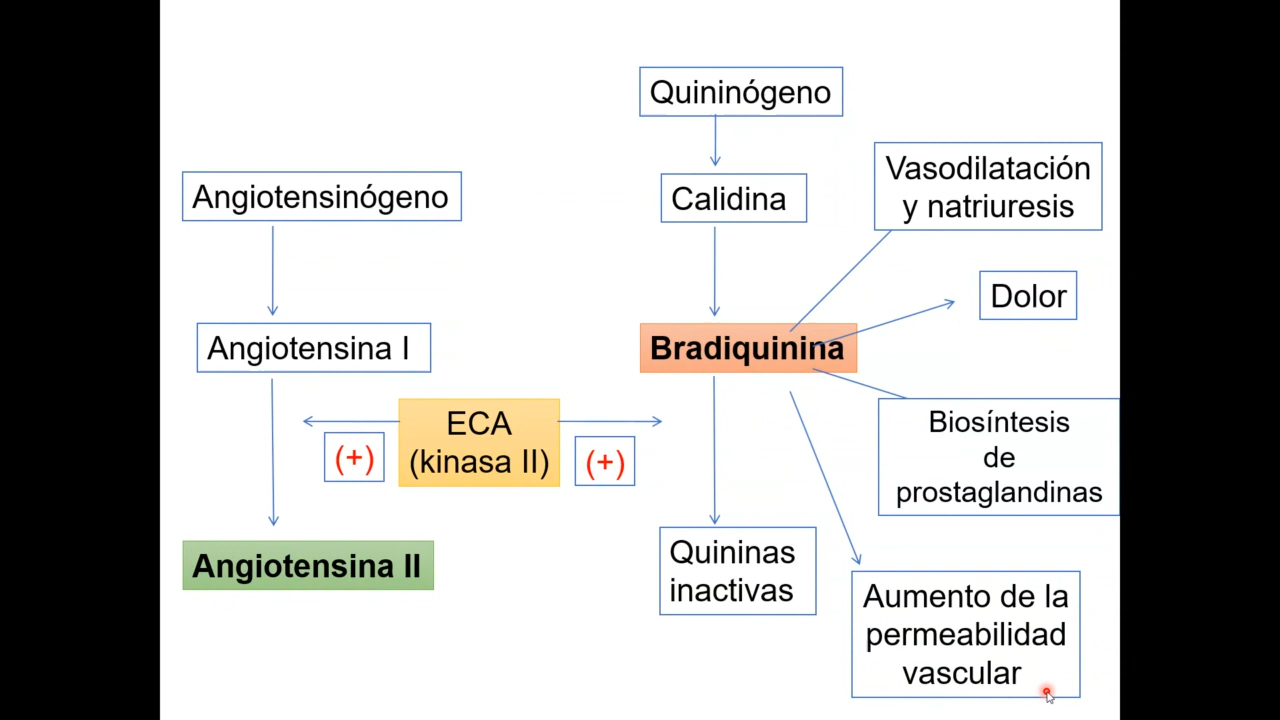 Quininógeno
Calidina
Vasodilatación
y natriuresis
Angiotensinógeno
Dolor
Angiotensina I
Bradiquinina
ECA
(kinasa II)
(+)
(+)
Biosíntesis
de
prostaglandinas
Angiotensina II
Quininas
inactivas
Aumento de la
permeabilidad
vascular